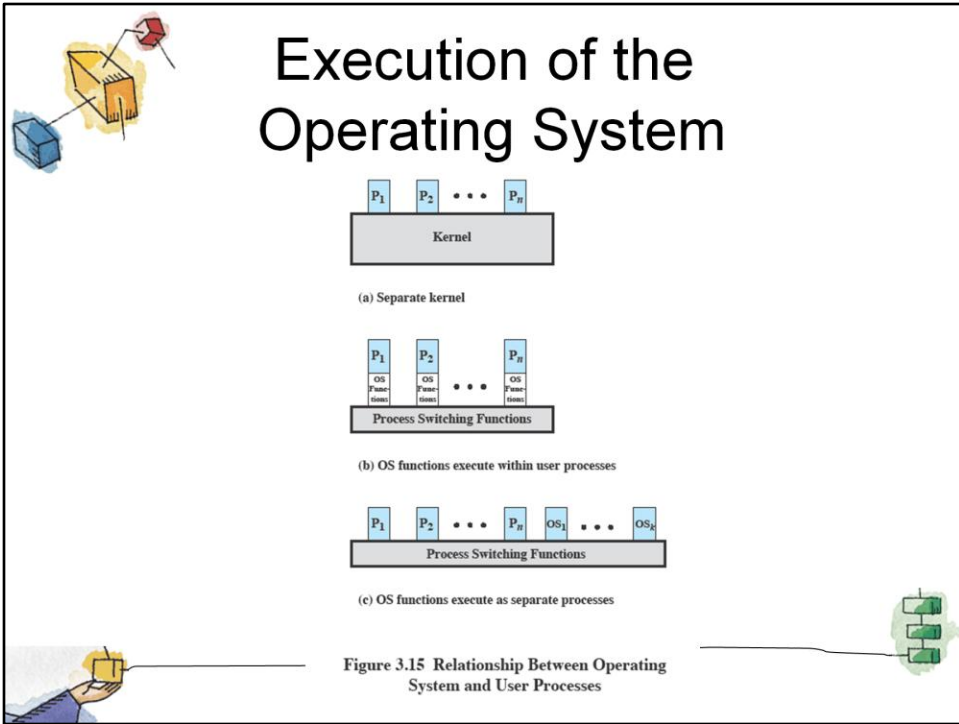 Execution of the
Operating System
P1 P2 • • • Pn
Kernel
(a) Separate kernel
P1 P2 Pn
OS OS OS
Func- Func- • • • Func-
tions tions tions
Process Switching Functions
(b) OS functions execute within user processes
P1 P2 • • • Pn OS1 • • • OSk
Process Switching Functions
(c) OS functions execute as separate processes
Figure 3.15 Relationship Between Operating
System and User Processes